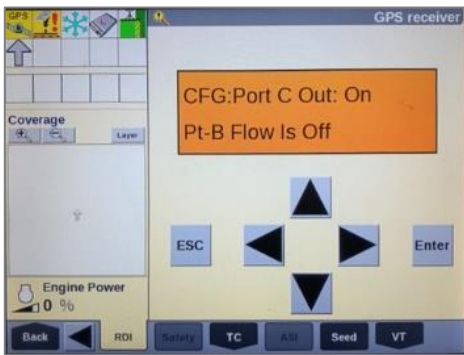 GPS
GPS receiver
CFG:Port C Out: On
Pt-B Flow Is Off
Coverage
Layer
ESC
Enter
Engine Power
0 %
Back
RDI
Safety
TC
ASI
Seed
VT